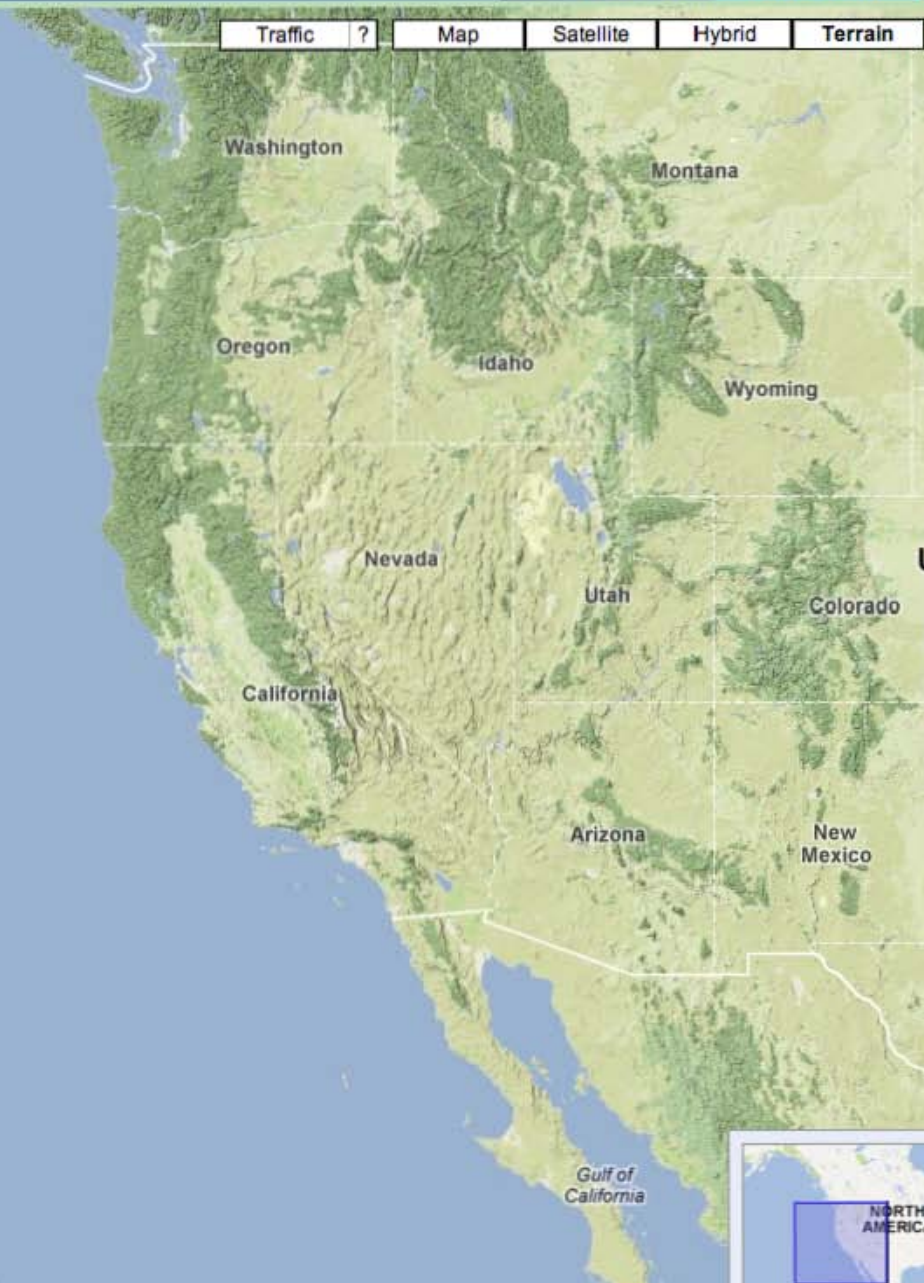 Traffic ? Map Satellite Hybrid Terrain
Washington
Montana
Oregon
Idaho
Wyoming
Nevada
Utah
Colorado
California
Arizona
New
Mexico
Gulf of
California
NORTH